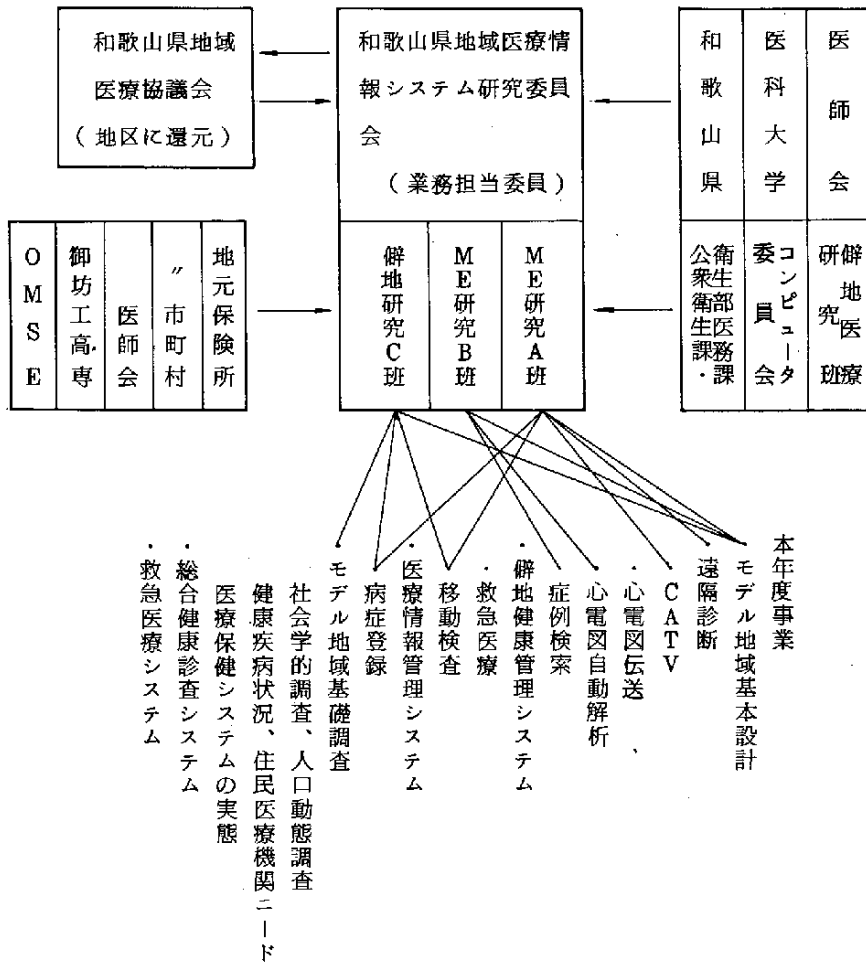 和歌山県地域
医療協議会
(地区に還元)
和歌山県地域医療情
報システム研究委員
会
(業務担当委員)
医師会
医科大学
和歌山県
僻地医療
研究班
コンピュータ
委員会
衛生部医務課
公衆衛生課・
地元保険所
〃市町村
医師会
御坊工高専
OMSE
ME研究A班
ME研究B班
僻地研究C班
本年度事業
・モデル地域基本設計
・遠隔診断
・CATV
・心電図伝送、
・心電図自動解析
・症例検索
・僻地健康管理システム
・救急医療
・移動検査
・医療情報管理システム
・病症登録
・モデル地域基礎調査
社会学的調査、人口動態調査
健康疾病状況、住民医療機関ニード
医療保健システムの実態
・総合健康診査システム
・救急医療システム